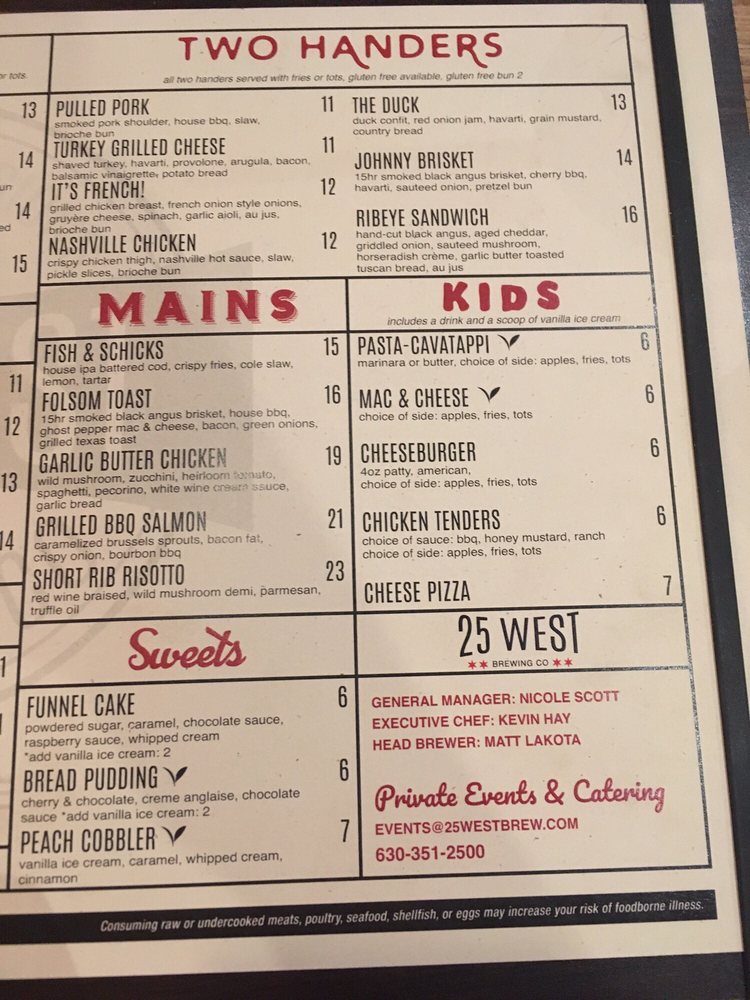 TWO HANDERS
all two handers served with fries or tots, gluten free available, gluten free bun 2
or tots.
13
14
14
15
11
12
13
14
PULLED PORK 11
smoked pork shoulder, house bbq, slaw,
brioche bun
TURKEY GRILLED CHEESE 11
shaved turkey, havarti, provolone, arugula, bacon,
balsamic vinaigrette, potato bread
IT'S FRENCH! 12
grilled chicken breast, french onion style onions,
gruyère cheese, spinach, garlic aioli, au jus,
brioche bun
NASHVILLE CHICKEN 12
crispy chicken thigh, nashville hot sauce, slaw,
pickle slices, brioche bun
THE DUCK 13
duck confit, red onion jam, havarti, grain mustard,
country bread
JOHNNY BRISKET 14
15hr smoked black angus brisket, cherry bbq,
havarti, sauteed onion, pretzel bun
RIBEYE SANDWICH 16
hand-cut black angus, aged cheddar,
griddled onion, sauteed mushroom,
horseradish crème, garlic butter toasted
tuscan bread, au jus
MAINS
FISH & SCHICKS 15
house ipa battered cod, crispy fries, cole slaw,
lemon, tartar
FOLSOM TOAST 16
15hr smoked black angus brisket, house bbq,
ghost pepper mac & cheese, bacon, green onions,
grilled texas toast
GARLIC BUTTER CHICKEN 19
wild mushroom, zucchini, heirloom tomato,
spaghetti, pecorino, white wine cream sauce,
garlic bread
GRILLED BBQ SALMON 21
caramelized brussels sprouts, bacon fat,
crispy onion, bourbon bbq
SHORT RIB RISOTTO 23
red wine braised, wild mushroom demi, parmesan,
truffle oil
KIDS
includes a drink and a scoop of vanilla ice cream
PASTA-CAVATAPPI 6
marinara or butter, choice of side: apples, fries, tots
MAC & CHEESE 6
choice of side: apples, fries, tots
CHEESEBURGER 6
4oz patty, american,
choice of side: apples, fries, tots
CHICKEN TENDERS 6
choice of sauce: bbq, honey mustard, ranch
choice of side: apples, fries, tots
CHEESE PIZZA 7
Sweets
FUNNEL CAKE 6
powdered sugar, caramel, chocolate sauce,
raspberry sauce, whipped cream
*add vanilla ice cream: 2
BREAD PUDDING 6
cherry & chocolate, creme anglaise, chocolate
sauce *add vanilla ice cream: 2
PEACH COBBLER 7
vanilla ice cream, caramel, whipped cream,
cinnamon
25 WEST
BREWING CO
GENERAL MANAGER: NICOLE SCOTT
EXECUTIVE CHEF: KEVIN HAY
HEAD BREWER: MATT LAKOTA
Private Events & Catering
EVENTS@25WESTBREW.COM
630-351-2500
Consuming raw or undercooked meats, poultry, seafood, shellfish, or eggs may increase your risk of foodborne illness.